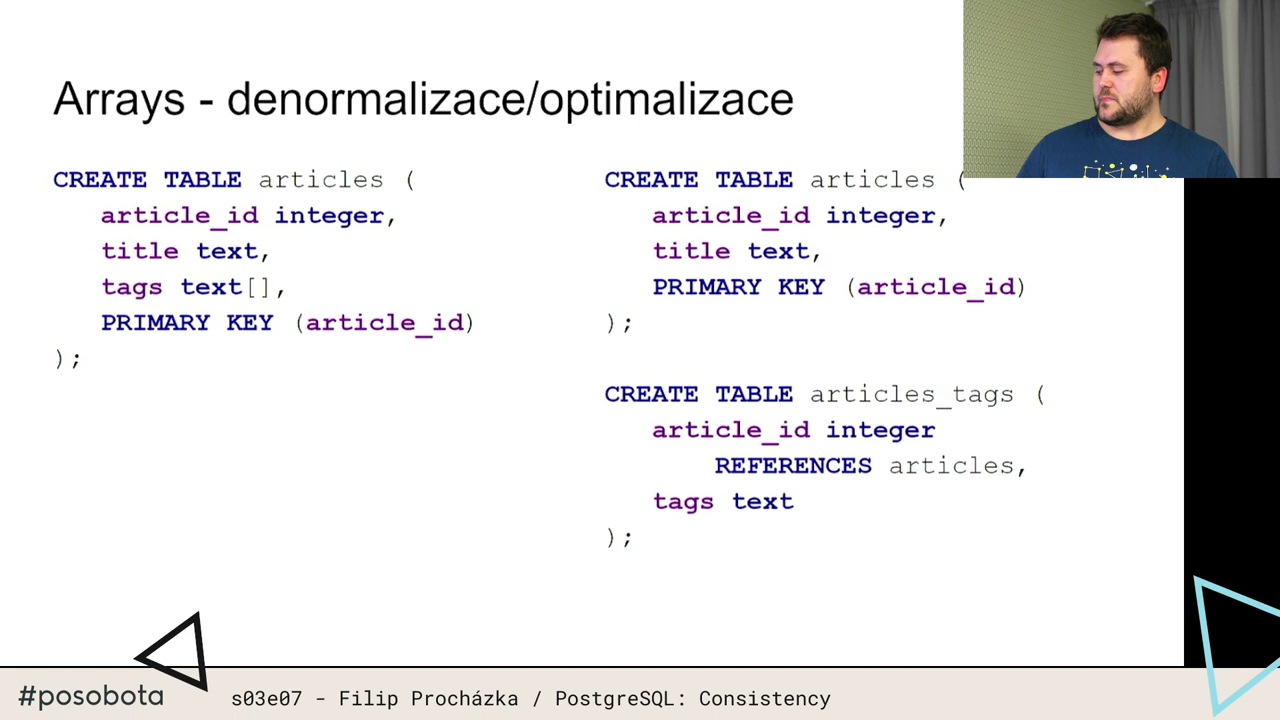 Arrays - denormalizace/optimalizace
CREATE TABLE articles (
article_id integer,
title text,
tags text[],
PRIMARY KEY (article_id)
);
CREATE TABLE articles (
article_id integer,
title text,
PRIMARY KEY (article_id)
);
CREATE TABLE articles_tags (
article_id integer
REFERENCES articles,
tags text
);
#posobota
s03e07 - Filip Procházka / PostgreSQL: Consistency